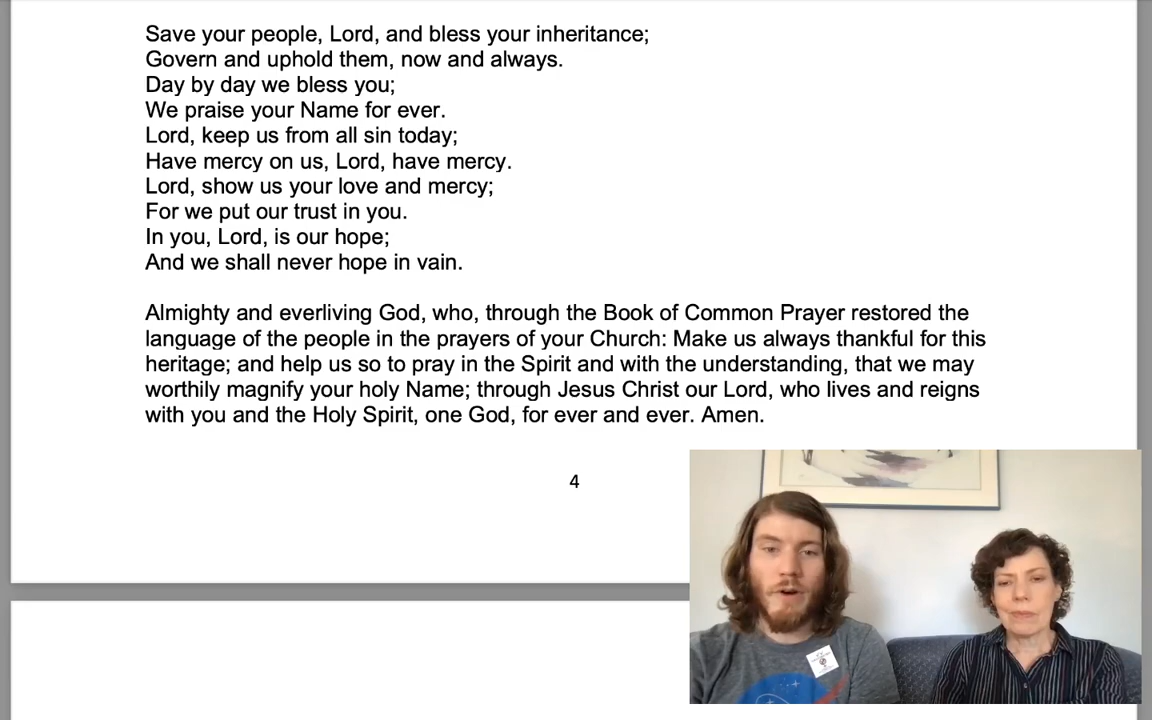 Save your people, Lord, and bless your inheritance;
Govern and uphold them, now and always.
Day by day we bless you;
We praise your Name for ever.
Lord, keep us from all sin today;
Have mercy on us, Lord, have mercy.
Lord, show us your love and mercy;
For we put our trust in you.
In you, Lord, is our hope;
And we shall never hope in vain.
Almighty and everliving God, who, through the Book of Common Prayer restored the
language of the people in the prayers of your Church: Make us always thankful for this
heritage; and help us so to pray in the Spirit and with the understanding, that we may
worthily magnify your holy Name; through Jesus Christ our Lord, who lives and reigns
with you and the Holy Spirit, one God, for ever and ever. Amen.
4